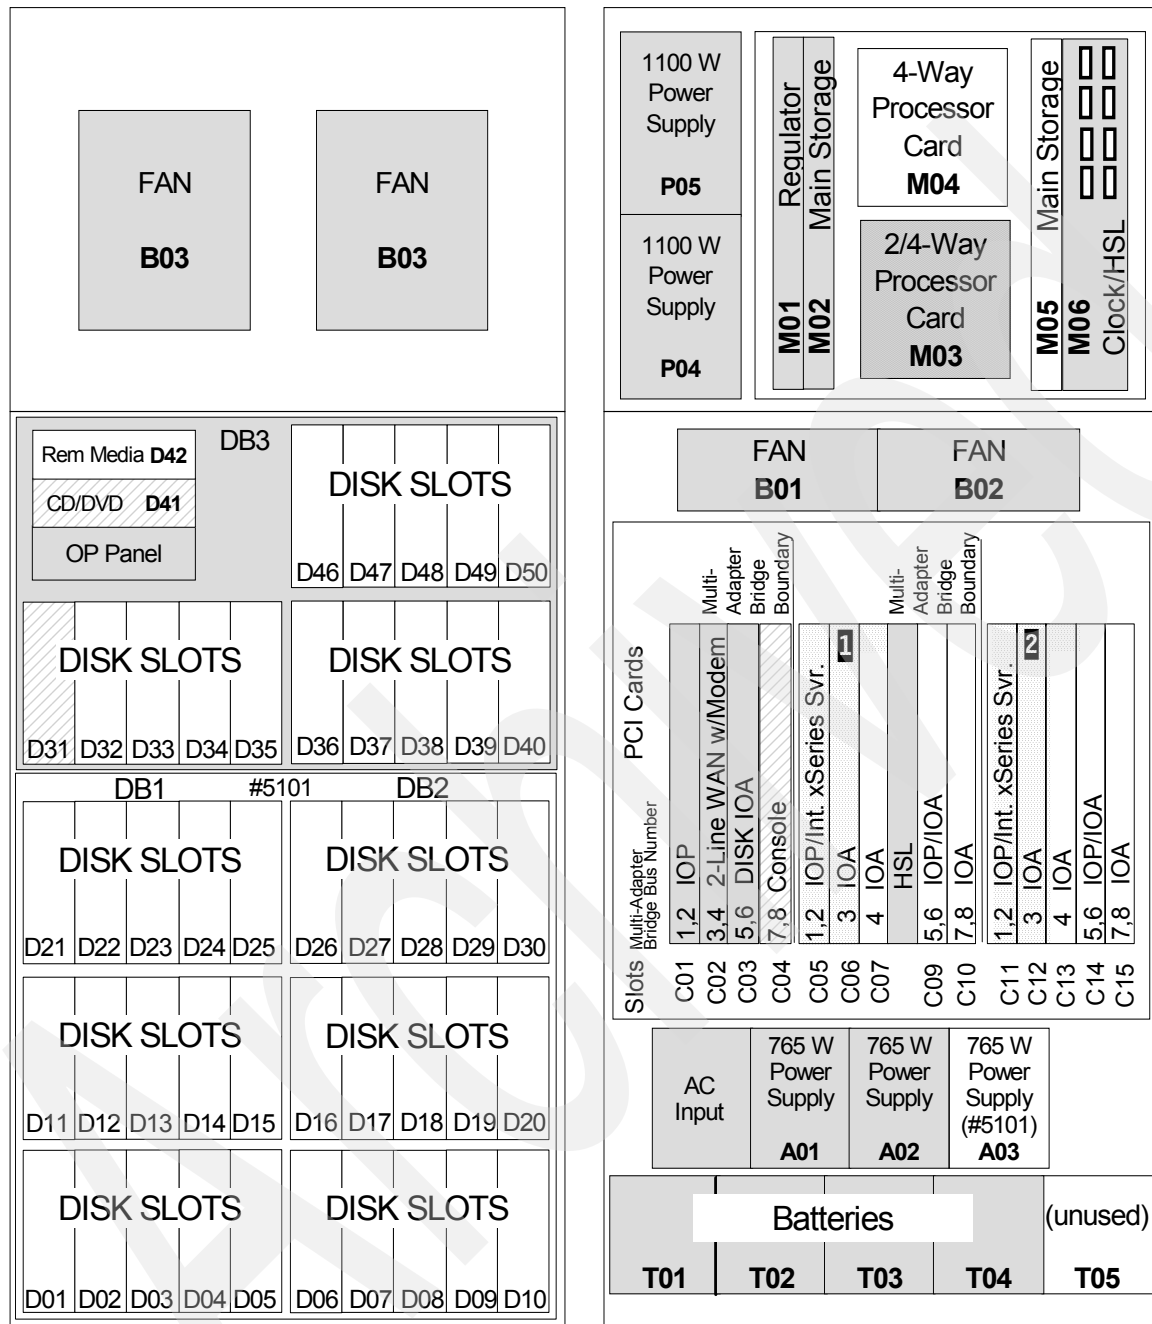 FAN
B03
FAN
B03
Rem Media D42
CD/DVD D41
OP Panel
DB3
DISK SLOTS
D46 D47 D48 D49 D50
DISK SLOTS
D31 D32 D33 D34 D35
DISK SLOTS
D36 D37 D38 D39 D40
DB1 #5101 DB2
DISK SLOTS
D21 D22 D23 D24 D25
DISK SLOTS
D26 D27 D28 D29 D30
DISK SLOTS
D11 D12 D13 D14 D15
DISK SLOTS
D16 D17 D18 D19 D20
DISK SLOTS
D01 D02 D03 D04 D05
DISK SLOTS
D06 D07 D08 D09 D10
1100 W
Power
Supply
P05
1100 W
Power
Supply
P04
M01 Regulator
M02 Main Storage
4-Way
Processor
Card
M04
2/4-Way
Processor
Card
M03
M05 Main Storage
M06
Clock/HSL
FAN
B01
FAN
B02
Multi-
Adapter
Bridge
Boundary
Multi-
Adapter
Bridge
Boundary
Slots
Multi-Adapter
Bridge Bus Number
PCI Cards
C01 1,2 IOP
C02 3,4 2-Line WAN w/Modem
C03 5,6 DISK IOA
C04 7,8 Console
C05 1,2 IOP/Int. xSeries Svr.
C06 3 IOA 1
C07 4 IOA
HSL
C09 5,6 IOP/IOA
C10 7,8 IOA
C11 1,2 IOP/Int. xSeries Svr.
C12 3 IOA 2
C13 4 IOA
C14 5,6 IOP/IOA
C15 7,8 IOA
AC
Input
765 W
Power
Supply
A01
765 W
Power
Supply
A02
765 W
Power
Supply
(#5101)
A03
Batteries
(unused)
T01 T02 T03 T04 T05
Archived